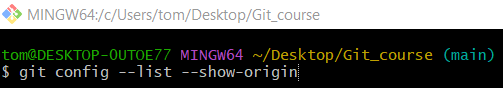 MINGW64:/c/Users/tom/Desktop/Git_course
tom@DESKTOP-OUTOE77 MINGW64 ~/Desktop/Git_course (main)
$ git config --list --show-origin